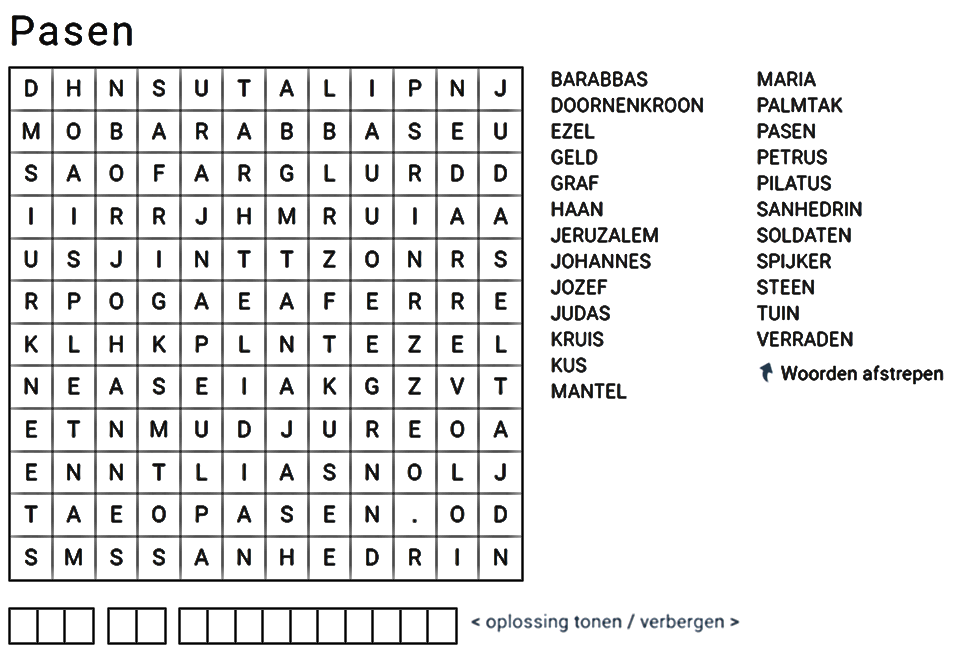 Pasen
D H N S U T A L I P N J
M O B A R A B B A S E U
S A O F A R G L U R D D
I I R R J H M R U I A A
U S J I N T T Z O N R S
R P O G A E A F E R R E
K L H K P L N T E Z E L
N E A S E I A K G Z V T
E T N M U D J U R E O A
E N N T L I A S N O L J
T A E O P A S E N . O D
S M S S A N H E D R I N
BARABBAS
DOORNENKROON
EZEL
GELD
GRAF
HAAN
JERUZALEM
JOHANNES
JOZEF
JUDAS
KRUIS
KUS
MANTEL
MARIA
PALMTAK
PASEN
PETRUS
PILATUS
SANHEDRIN
SOLDATEN
SPIJKER
STEEN
TUIN
VERRADEN
Woorden afstrepen
< oplossing tonen / verbergen >